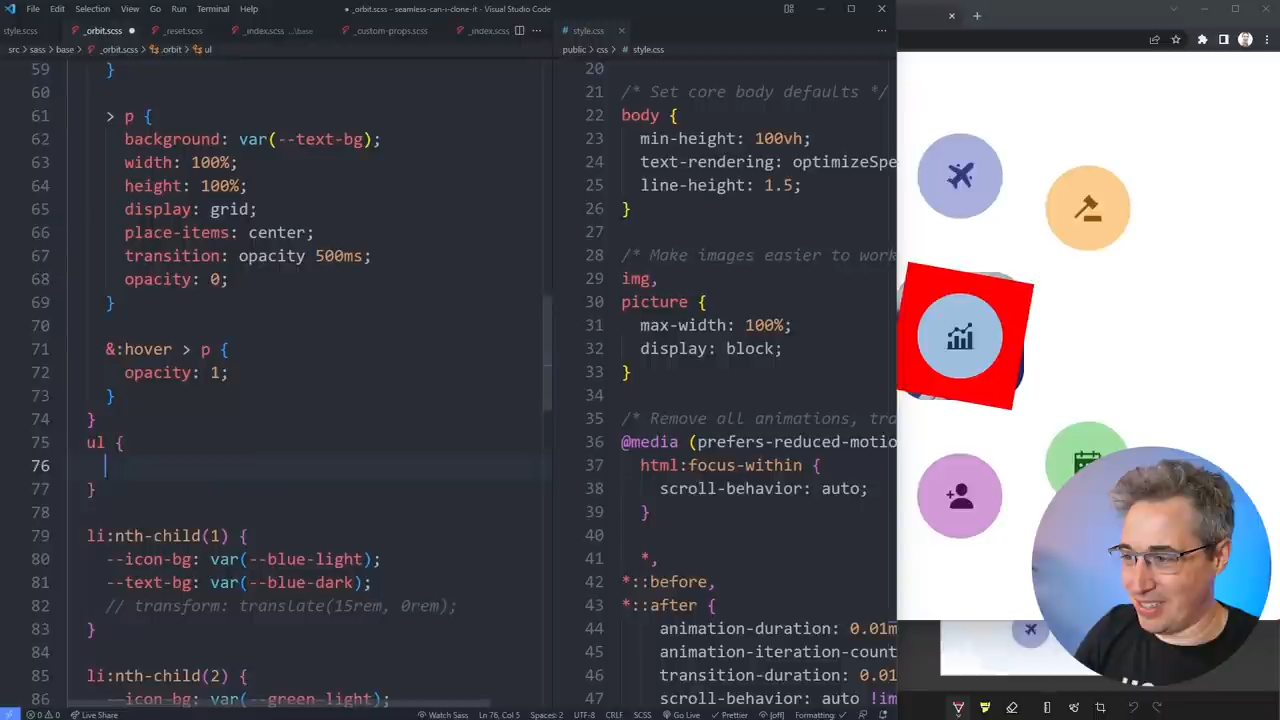 File Edit Selection View Go Run Terminal Help
● _orbit.scss - seamless-can-i-clone-it - Visual Studio Code
style.scss _orbit.scss ● _reset.scss _index.scss ...\base _custom-props.scss _index.scss
style.css ×
src > sass > base > _orbit.scss > .orbit > ul
public > css > style.css
59 }
60
61 > p {
62 background: var(--text-bg);
63 width: 100%;
64 height: 100%;
65 display: grid;
66 place-items: center;
67 transition: opacity 500ms;
68 opacity: 0;
69 }
70
71 &:hover > p {
72 opacity: 1;
73 }
74 }
75 ul {
76
77 }
78
79 li:nth-child(1) {
80 --icon-bg: var(--blue-light);
81 --text-bg: var(--blue-dark);
82 // transform: translate(15rem, 0rem);
83 }
84
85 li:nth-child(2) {
86 --icon-bg: var(--green-light);
20
21 /* Set core body defaults */
22 body {
23 min-height: 100vh;
24 text-rendering: optimizeSpe
25 line-height: 1.5;
26 }
27
28 /* Make images easier to work
29 img,
30 picture {
31 max-width: 100%;
32 display: block;
33 }
34
35 /* Remove all animations, tra
36 @media (prefers-reduced-motio
37 html:focus-within {
38 scroll-behavior: auto;
39 }
40
41 *,
42 *::before,
43 *::after {
44 animation-duration: 0.01m
45 animation-iteration-count
46 transition-duration: 0.01
47 scroll-behavior: auto !im
0 0 Live Share
Watch Sass Ln 76, Col 5 Spaces: 2 UTF-8 CRLF SCSS Go Live Prettier [off] Formatting: ✓